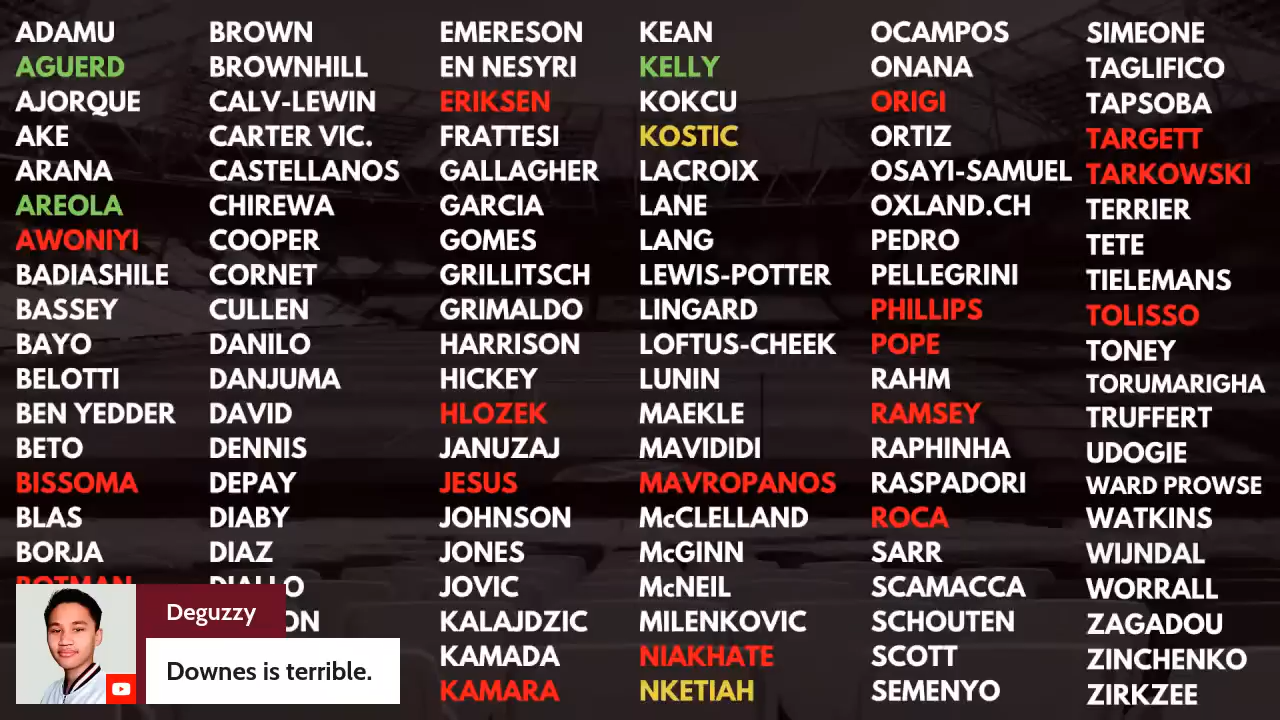 ADAMU
AGUERD
AJORQUE
AKE
ARANA
AREOLA
AWONIYI
BADIASHILE
BASSEY
BAYO
BELOTTI
BEN YEDDER
BETO
BISSOMA
BLAS
BORJA
BOTMAN
BROWN
BROWNHILL
CALV-LEWIN
CARTER VIC.
CASTELLANOS
CHIREWA
COOPER
CORNET
CULLEN
DANILO
DANJUMA
DAVID
DENNIS
DEPAY
DIABY
DIAZ
DIALLO
EMERESON
EN NESYRI
ERIKSEN
FRATTESI
GALLAGHER
GARCIA
GOMES
GRILLITSCH
GRIMALDO
HARRISON
HICKEY
HLOZEK
JANUZAJ
JESUS
JOHNSON
JONES
JOVIC
KALAJDZIC
KAMADA
KAMARA
KEAN
KELLY
KOKCU
KOSTIC
LACROIX
LANE
LANG
LEWIS-POTTER
LINGARD
LOFTUS-CHEEK
LUNIN
MAEKLE
MAVIDIDI
MAVROPANOS
McCLELLAND
McGINN
McNEIL
MILENKOVIC
NIAKHATE
NKETIAH
OCAMPOS
ONANA
ORIGI
ORTIZ
OSAYI-SAMUEL
OXLAND.CH
PEDRO
PELLEGRINI
PHILLIPS
POPE
RAHM
RAMSEY
RAPHINHA
RASPADORI
ROCA
SARR
SCAMACCA
SCHOUTEN
SCOTT
SEMENYO
SIMEONE
TAGLIFICO
TAPSOBA
TARGETT
TARKOWSKI
TERRIER
TETE
TIELEMANS
TOLISSO
TONEY
TORUMARIGHA
TRUFFERT
UDOGIE
WARD PROWSE
WATKINS
WIJNDAL
WORRALL
ZAGADOU
ZINCHENKO
ZIRKZEE
Deguzzy
Downes is terrible.